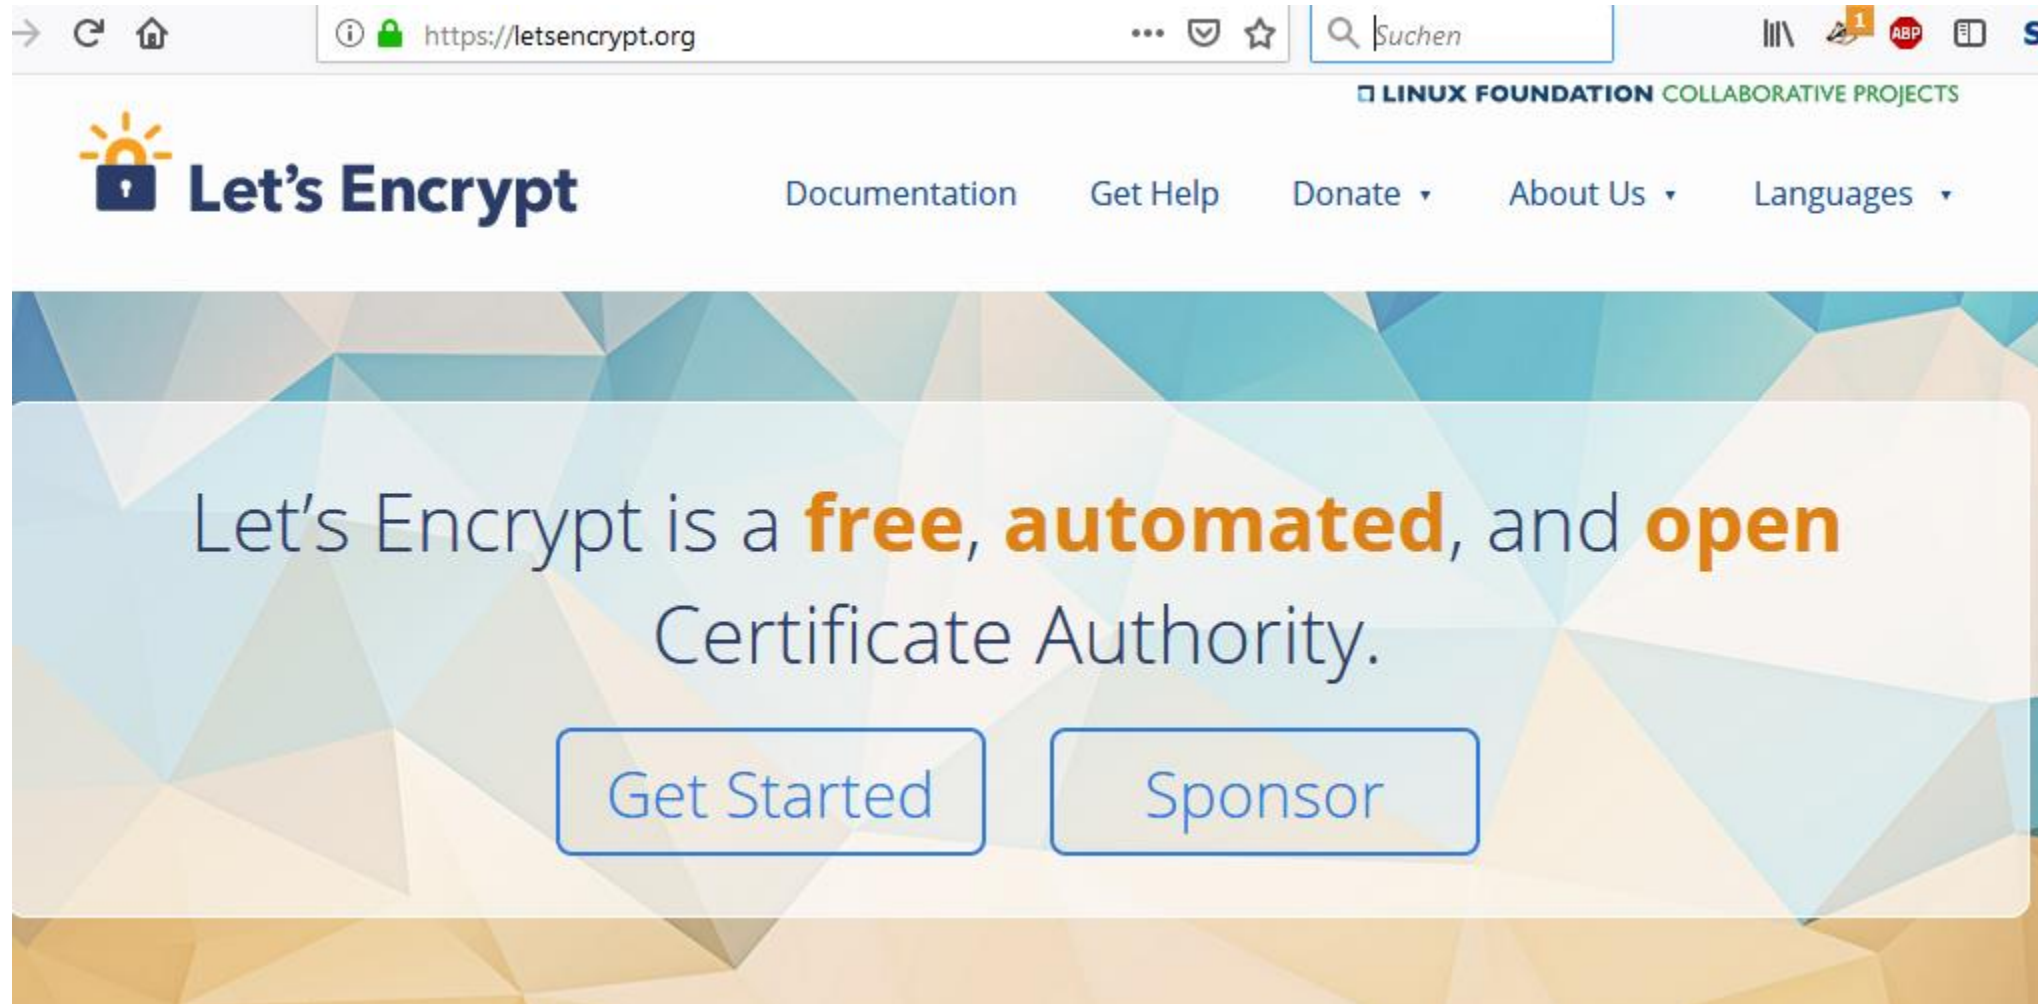 https://letsencrypt.org
Suchen
1
ABP
LINUX FOUNDATION COLLABORATIVE PROJECTS
Let's Encrypt
Documentation Get Help Donate About Us Languages
Let's Encrypt is a free, automated, and open
Certificate Authority.
Get Started Sponsor